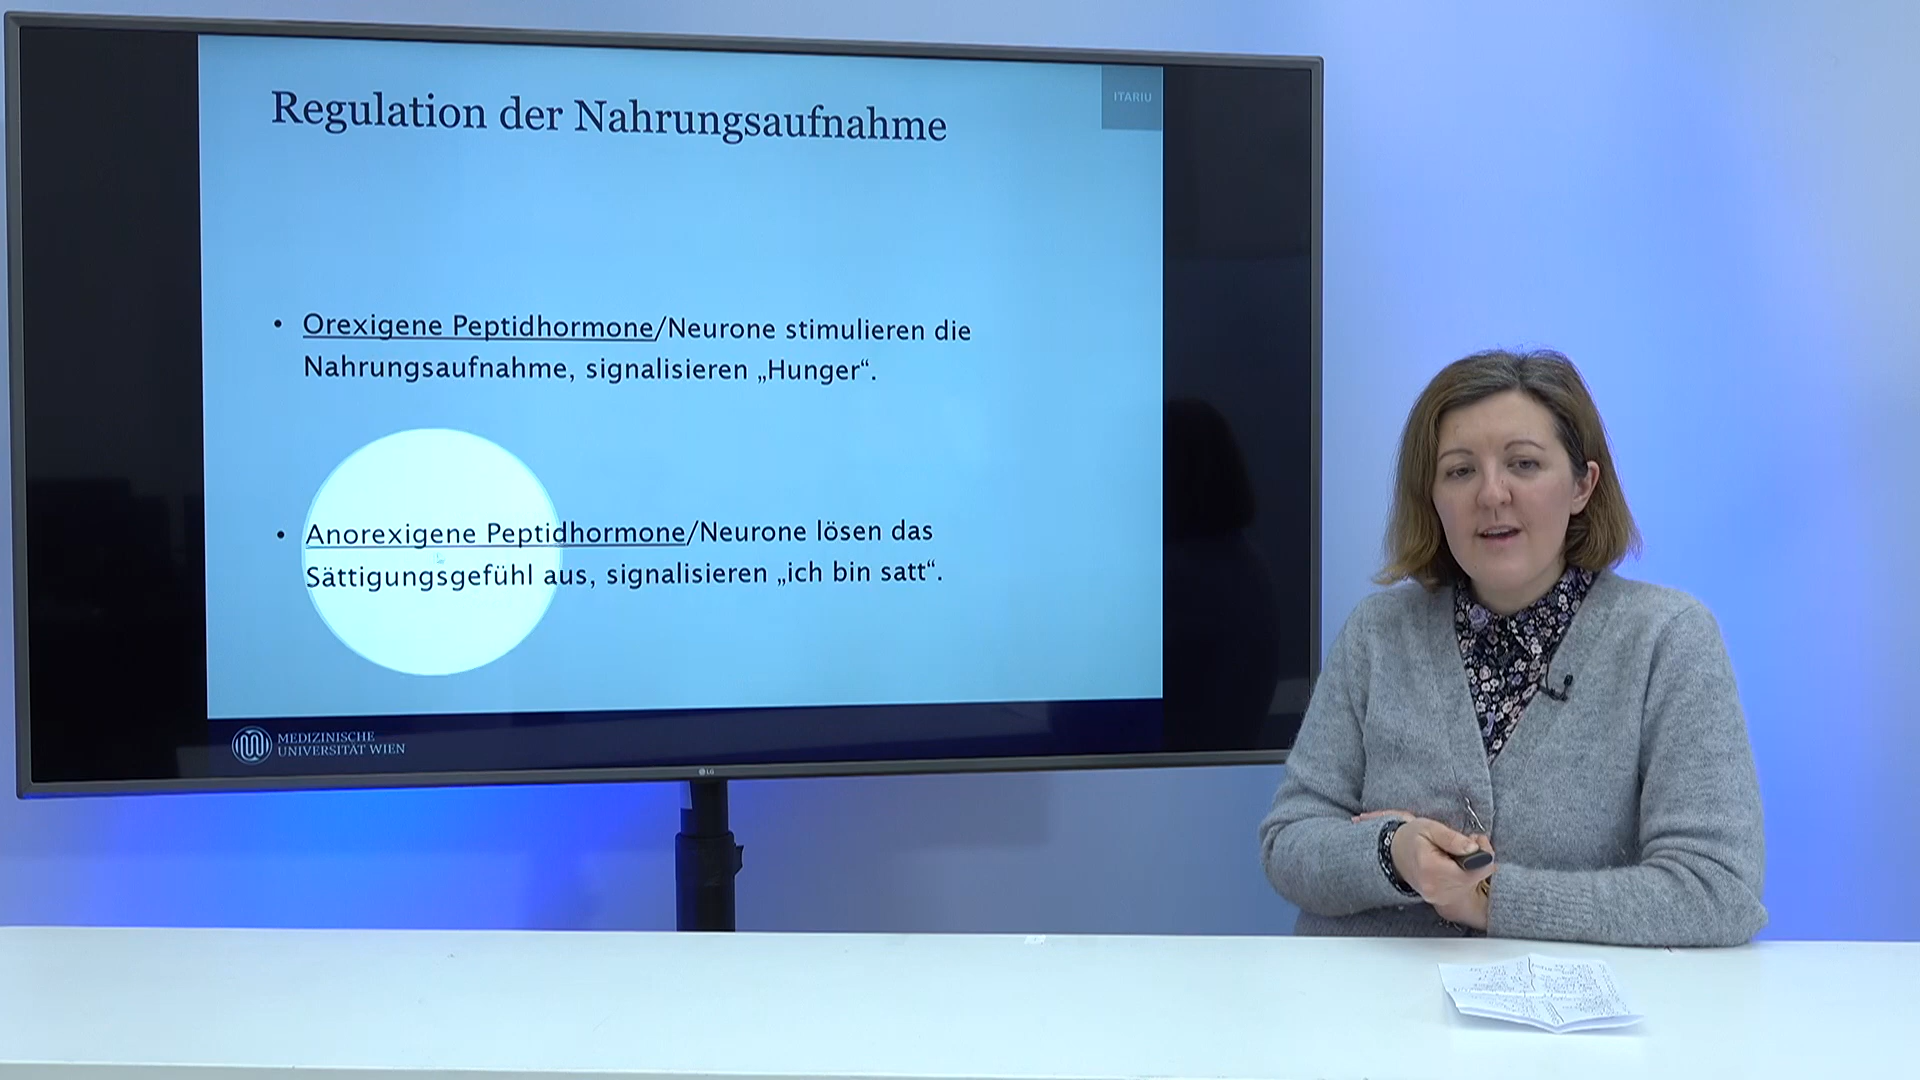 Regulation der Nahrungsaufnahme
ITARIU
• Orexigene Peptidhormone/Neurone stimulieren die
Nahrungsaufnahme, signalisieren „Hunger“.
• Anorexigene Peptidhormone/Neurone lösen das
Sättigungsgefühl aus, signalisieren „ich bin satt“.
MEDIZINISCHE
UNIVERSITÄT WIEN
LG